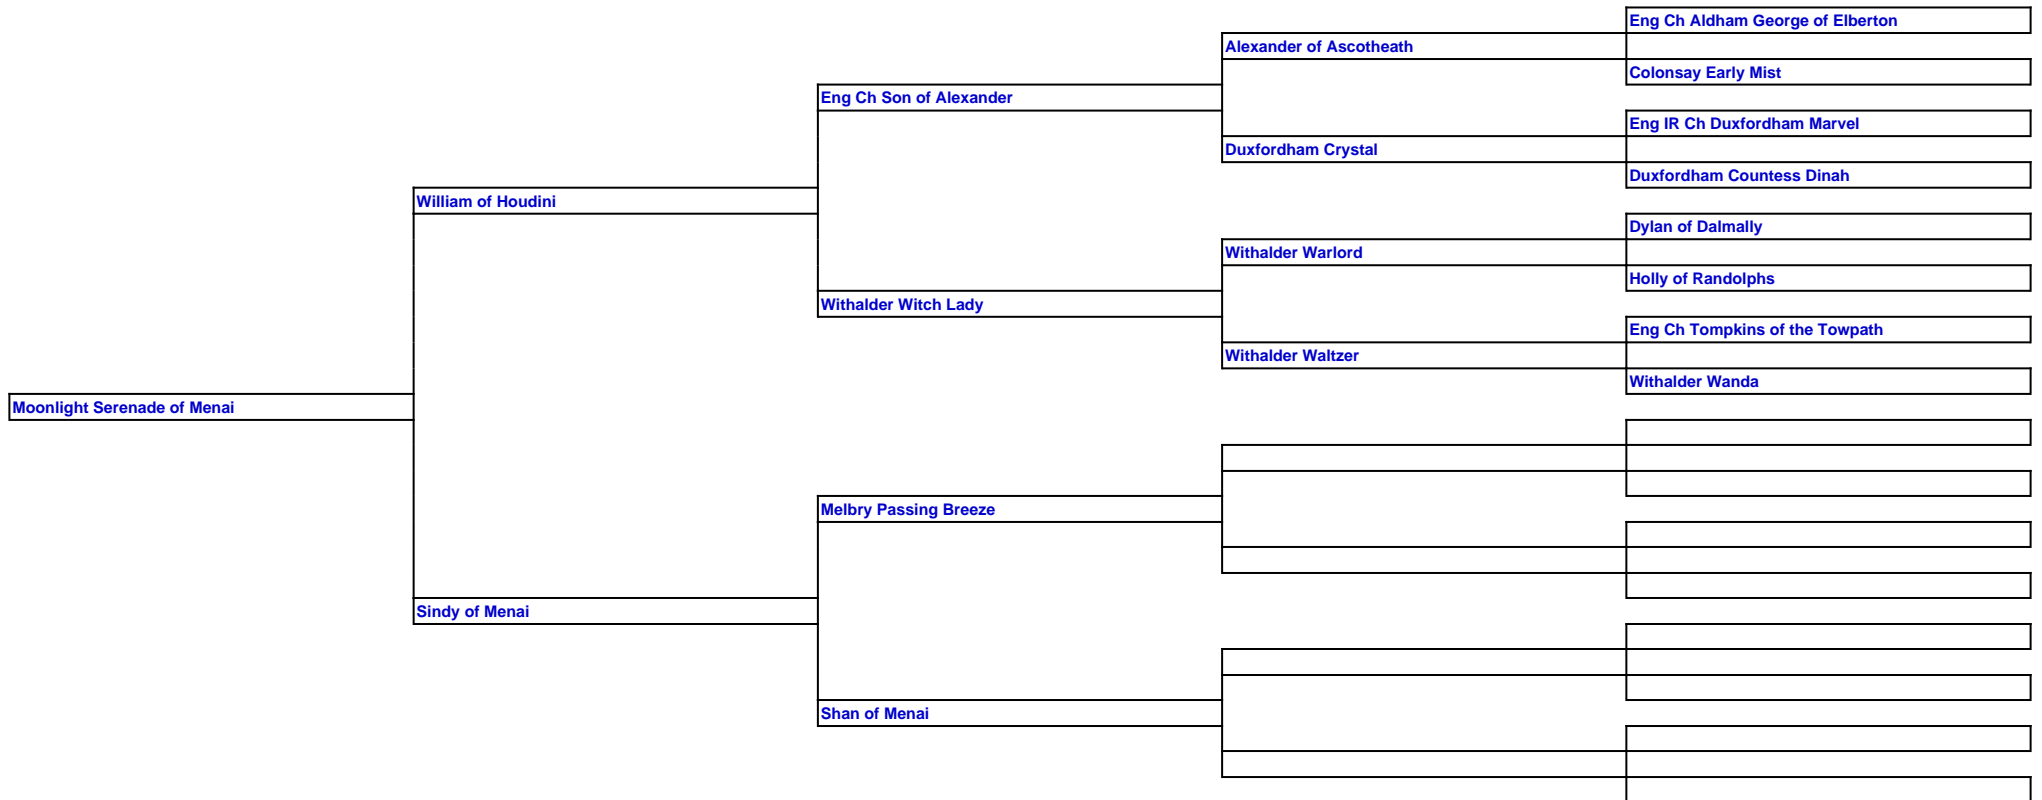 Eng Ch Aldham George of Elberton
Alexander of Ascotheath
Colonsay Early Mist
Eng Ch Son of Alexander
Eng IR Ch Duxfordham Marvel
Duxfordham Crystal
Duxfordham Countess Dinah
William of Houdini
Dylan of Dalmally
Withalder Warlord
Holly of Randolphs
Withalder Witch Lady
Eng Ch Tompkins of the Towpath
Withalder Waltzer
Withalder Wanda
Moonlight Serenade of Menai
Melbry Passing Breeze
Sindy of Menai
Shan of Menai